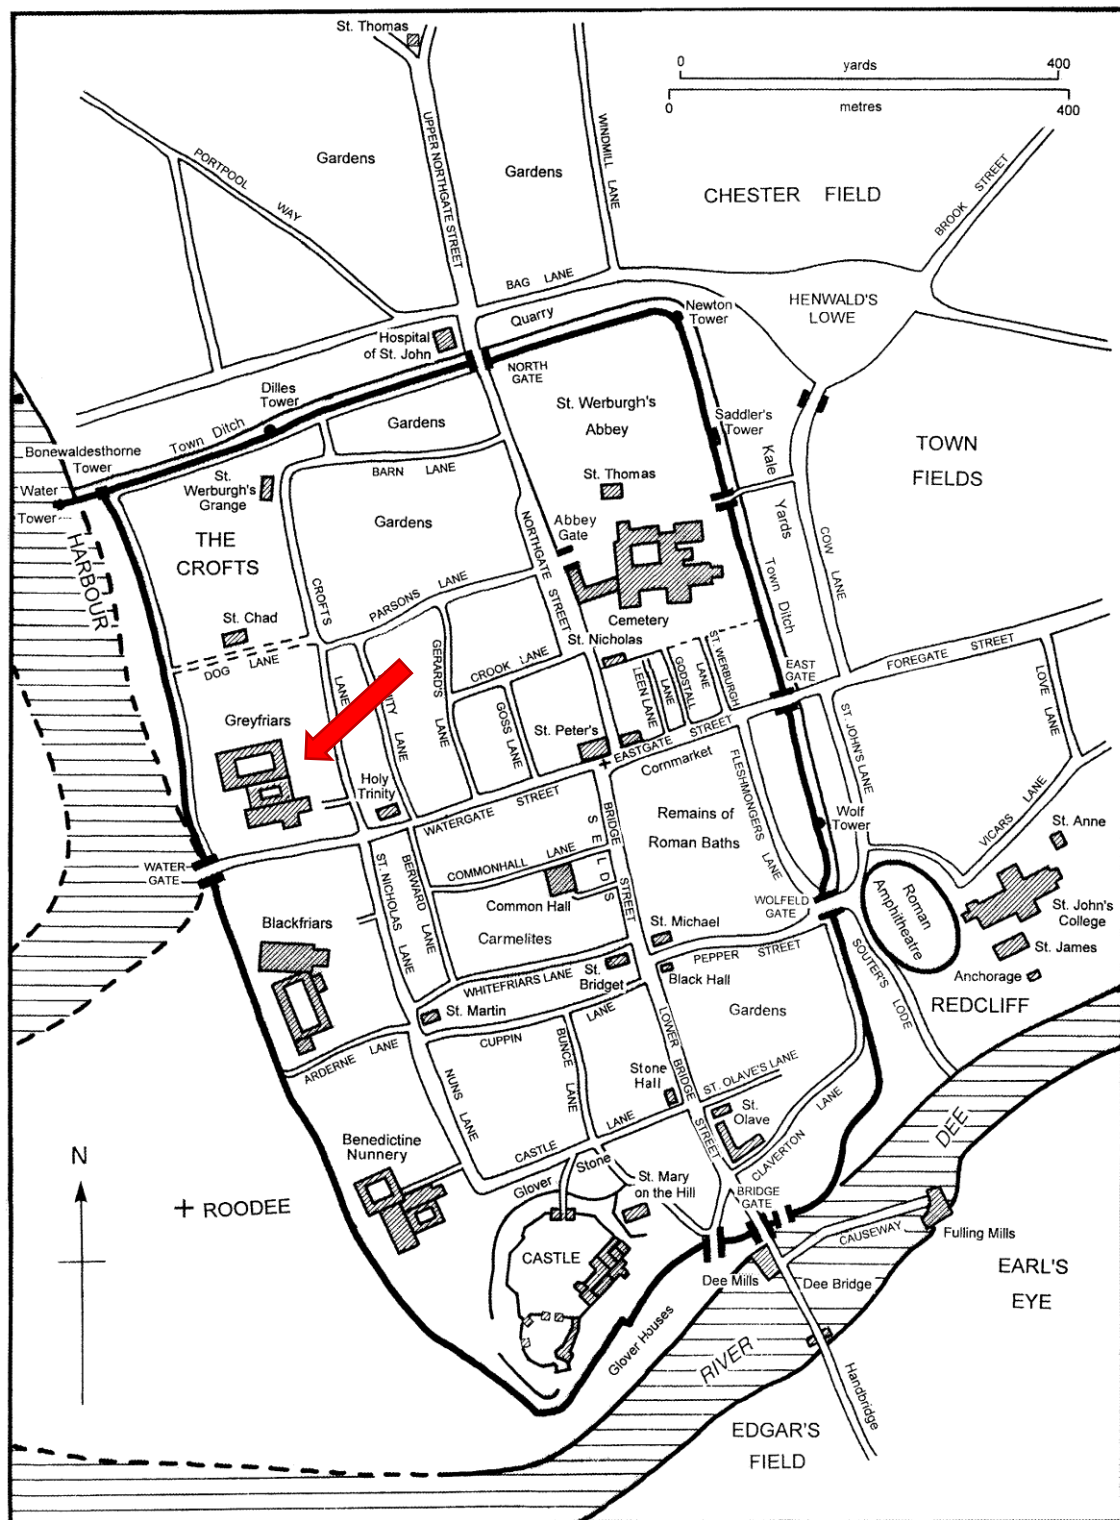 St. Thomas
0 yards 400
0 metres 400
PORTPOOL
WAY
Gardens
UPPER NORTHGATE STREET
Gardens
WINDMILL LANE
CHESTER FIELD
BROOK STREET
BAG LANE
HENWALD'S
LOWE
Quarry
Newton
Tower
Hospital
of St. John
NORTH
GATE
Dilles
Tower
Town Ditch
Gardens
St. Werburgh's
Abbey
Saddler's
Tower
Kale
Yards
TOWN
FIELDS
Bonewaldesthorne
Tower
Water
Tower
St.
Werburgh's
Grange
BARN LANE
St. Thomas
Gardens
Abbey
Gate
NORTHGATE STREET
THE
CROFTS
HARBOUR
Town Ditch
COW LANE
CROFTS
LANE
PARSONS LANE
Cemetery
St. Chad
DOG LANE
GERARD'S
LANE
CROOK LANE
St. Nicholas
LEEN LANE
GODSTALL
LANE
ST. WERBURGH
LANE
EAST
GATE
FOREGATE STREET
LOVE LANE
Greyfriars
ITY LANE
GOSS LANE
St. Peter's
EASTGATE STREET
Cornmarket
FLESHMONGERS LANE
ST. JOHN'S LANE
Holy
Trinity
WATERGATE STREET
BRIDGE STREET
SELDS
Remains of
Roman Baths
Wolf
Tower
VICARS LANE
St. Anne
WATER
GATE
ST. NICHOLAS LANE
BERWARD LANE
COMMONHALL LANE
Common Hall
WOLFELD
GATE
Roman
Amphitheatre
St. John's
College
Blackfriars
Carmelites
St. Michael
PEPPER STREET
SOUTER'S LODE
St. James
WHITEFRIARS LANE
St.
Bridget
Black Hall
Anchorage
REDCLIFF
St. Martin
CUPPIN LANE
BUNCE LANE
LOWER BRIDGE STREET
Gardens
ARDERNE LANE
NUNS LANE
Stone
Hall
ST. OLAVE'S LANE
St.
Olave
CLAVERTON LANE
RIVER DEE
Benedictine
Nunnery
CASTLE LANE
Glover Stone
St. Mary
on the Hill
BRIDGE
GATE
N
ROODEE
CAUSEWAY
Fulling Mills
CASTLE
Dee Mills
Dee Bridge
EARL'S
EYE
Glover Houses
Handbridge
EDGAR'S
FIELD